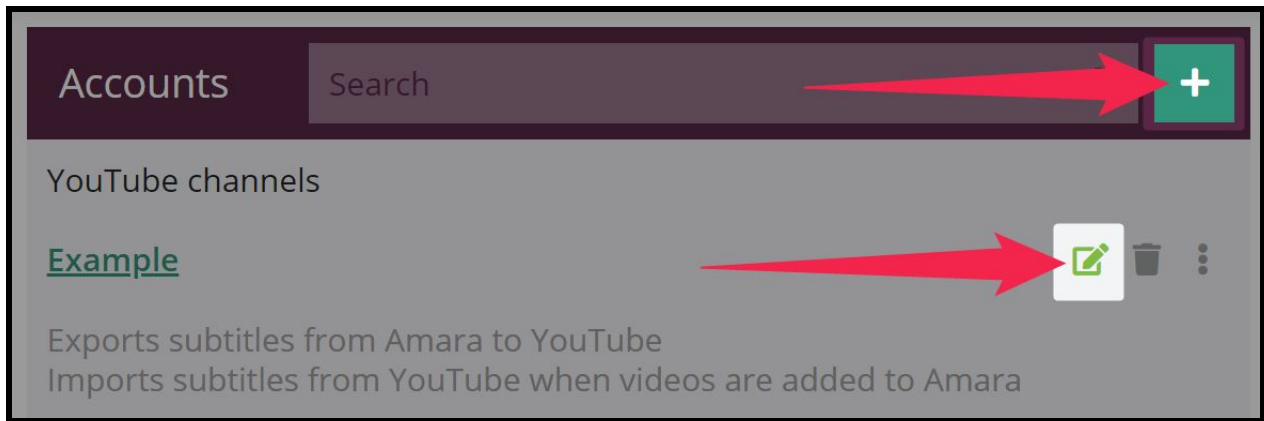 Accounts
Search
+
YouTube channels
Example
Exports subtitles from Amara to YouTube
Imports subtitles from YouTube when videos are added to Amara